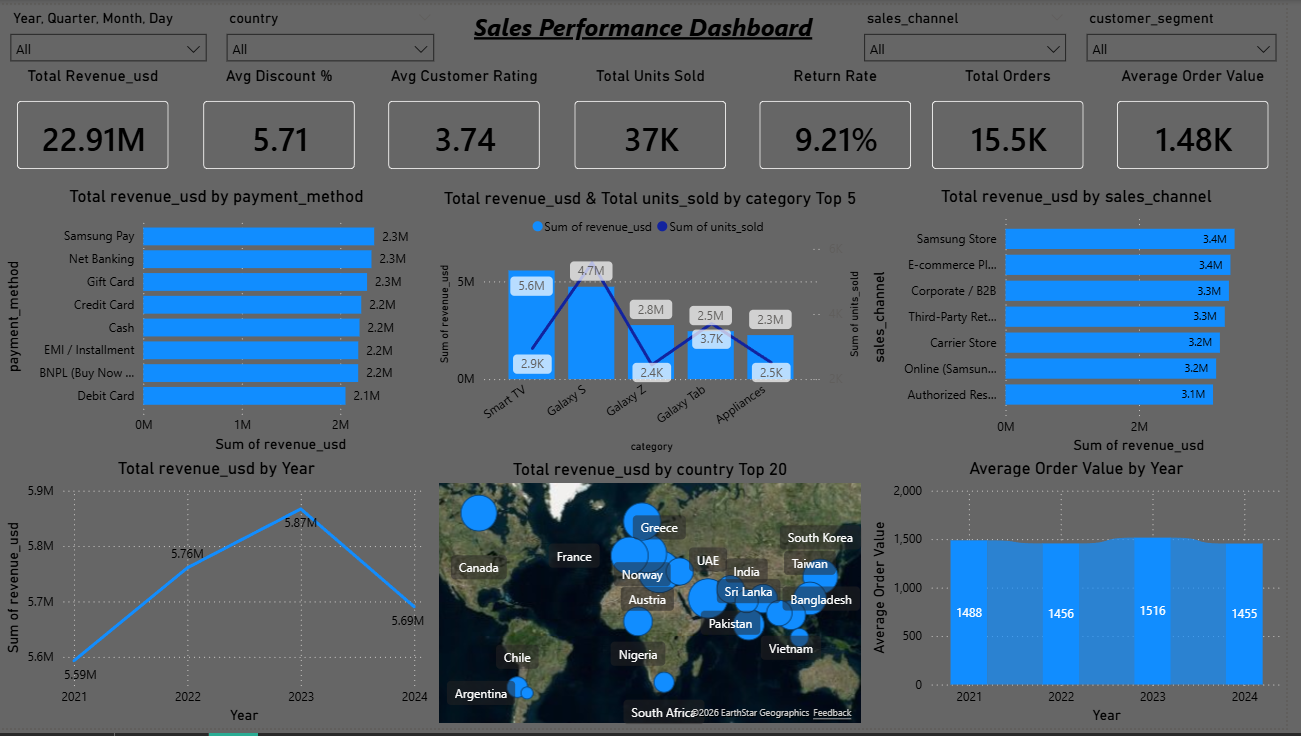 Year, Quarter, Month, Day
All
country
All
Sales Performance Dashboard
sales_channel
All
customer_segment
All
Total Revenue_usd
22.91M
Avg Discount %
5.71
Avg Customer Rating
3.74
Total Units Sold
37K
Return Rate
9.21%
Total Orders
15.5K
Average Order Value
1.48K
Total revenue_usd by payment_method
payment_method
Samsung Pay 2.3M
Net Banking 2.3M
Gift Card 2.3M
Credit Card 2.2M
Cash 2.2M
EMI / Installment 2.2M
BNPL (Buy Now ... 2.2M
Debit Card 2.1M
0M 1M 2M
Sum of revenue_usd
Total revenue_usd & Total units_sold by category Top 5
Sum of revenue_usd Sum of units_sold
Sum of revenue_usd
5M
0M
5.6M
4.7M
2.8M
2.5M
2.3M
2.9K
2.4K
3.7K
2.5K
6K
4K
2K
Sum of units_sold
Smart TV
Galaxy S
Galaxy Z
Galaxy Tab
Appliances
category
Total revenue_usd by sales_channel
sales_channel
Samsung Store 3.4M
E-commerce Pl... 3.4M
Corporate / B2B 3.3M
Third-Party Ret... 3.3M
Carrier Store 3.2M
Online (Samsun... 3.2M
Authorized Res... 3.1M
0M 2M
Sum of revenue_usd
Total revenue_usd by Year
Sum of revenue_usd
5.9M
5.8M
5.7M
5.6M
5.59M
5.76M
5.87M
5.69M
2021 2022 2023 2024
Year
Total revenue_usd by country Top 20
Greece
South Korea
France
Canada
UAE
Taiwan
India
Norway
Sri Lanka
Austria
Bangladesh
Pakistan
Vietnam
Nigeria
Chile
Argentina
South Africa
©2026 EarthStar Geographics Feedback
Average Order Value by Year
Average Order Value
2,000
1,500
1,000
500
0
1488
1456
1516
1455
2021 2022 2023 2024
Year